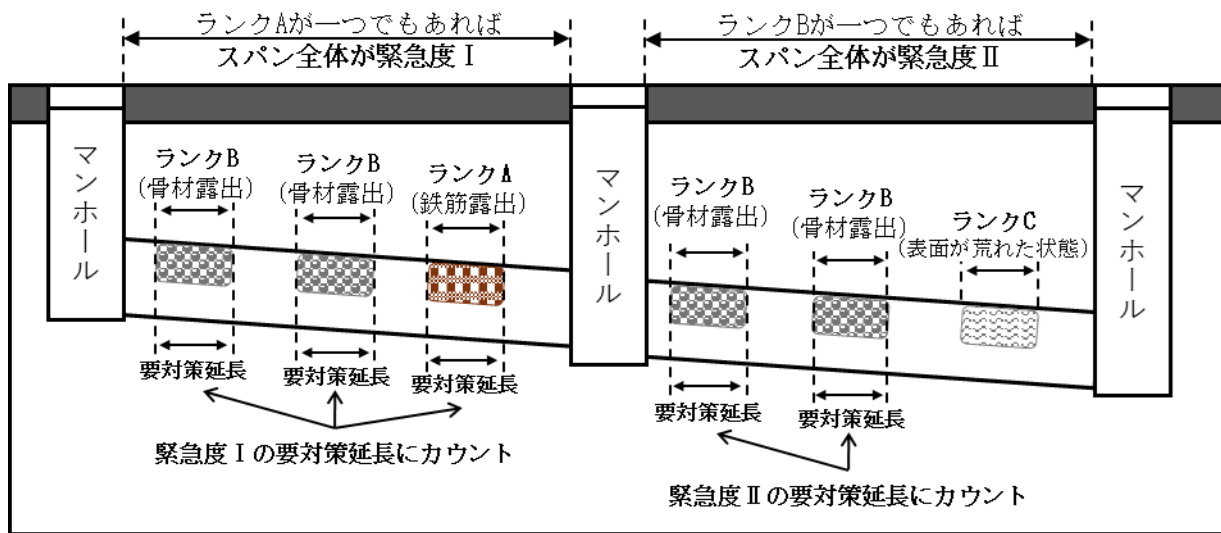 ランクAが一つでもあれば
スパン全体が緊急度Ⅰ
ランクBが一つでもあれば
スパン全体が緊急度Ⅱ
マンホール
ランクB
(骨材露出)
ランクB
(骨材露出)
ランクA
(鉄筋露出)
マンホール
ランクB
(骨材露出)
ランクB
(骨材露出)
ランクC
(表面が荒れた状態)
マンホール
要対策延長
要対策延長
要対策延長
緊急度Ⅰの要対策延長にカウント
要対策延長
要対策延長
緊急度Ⅱの要対策延長にカウント